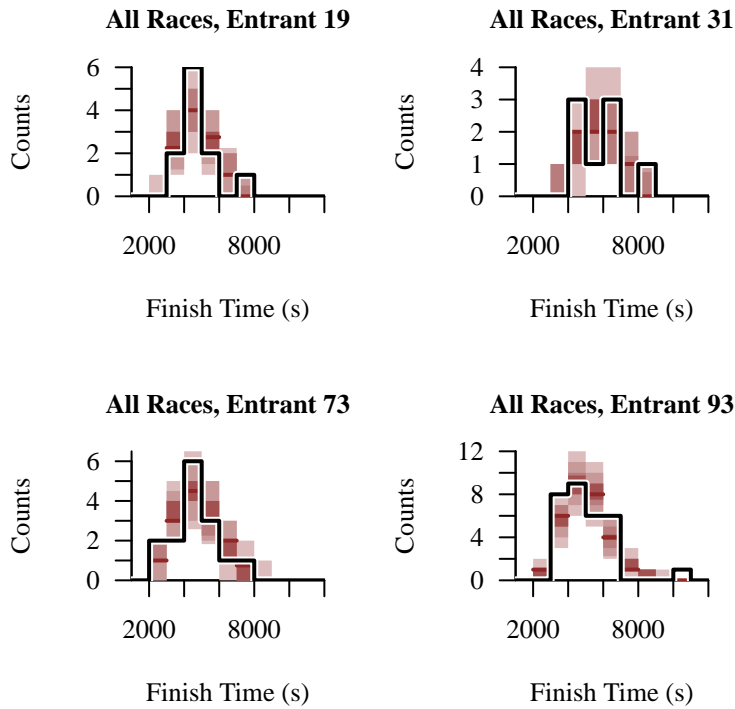 All Races, Entrant 19
Counts
0
2
4
6
2000
8000
Finish Time (s)
All Races, Entrant 31
Counts
0
1
2
3
4
2000
8000
Finish Time (s)
All Races, Entrant 73
Counts
0
2
4
6
2000
8000
Finish Time (s)
All Races, Entrant 93
Counts
0
4
8
12
2000
8000
Finish Time (s)